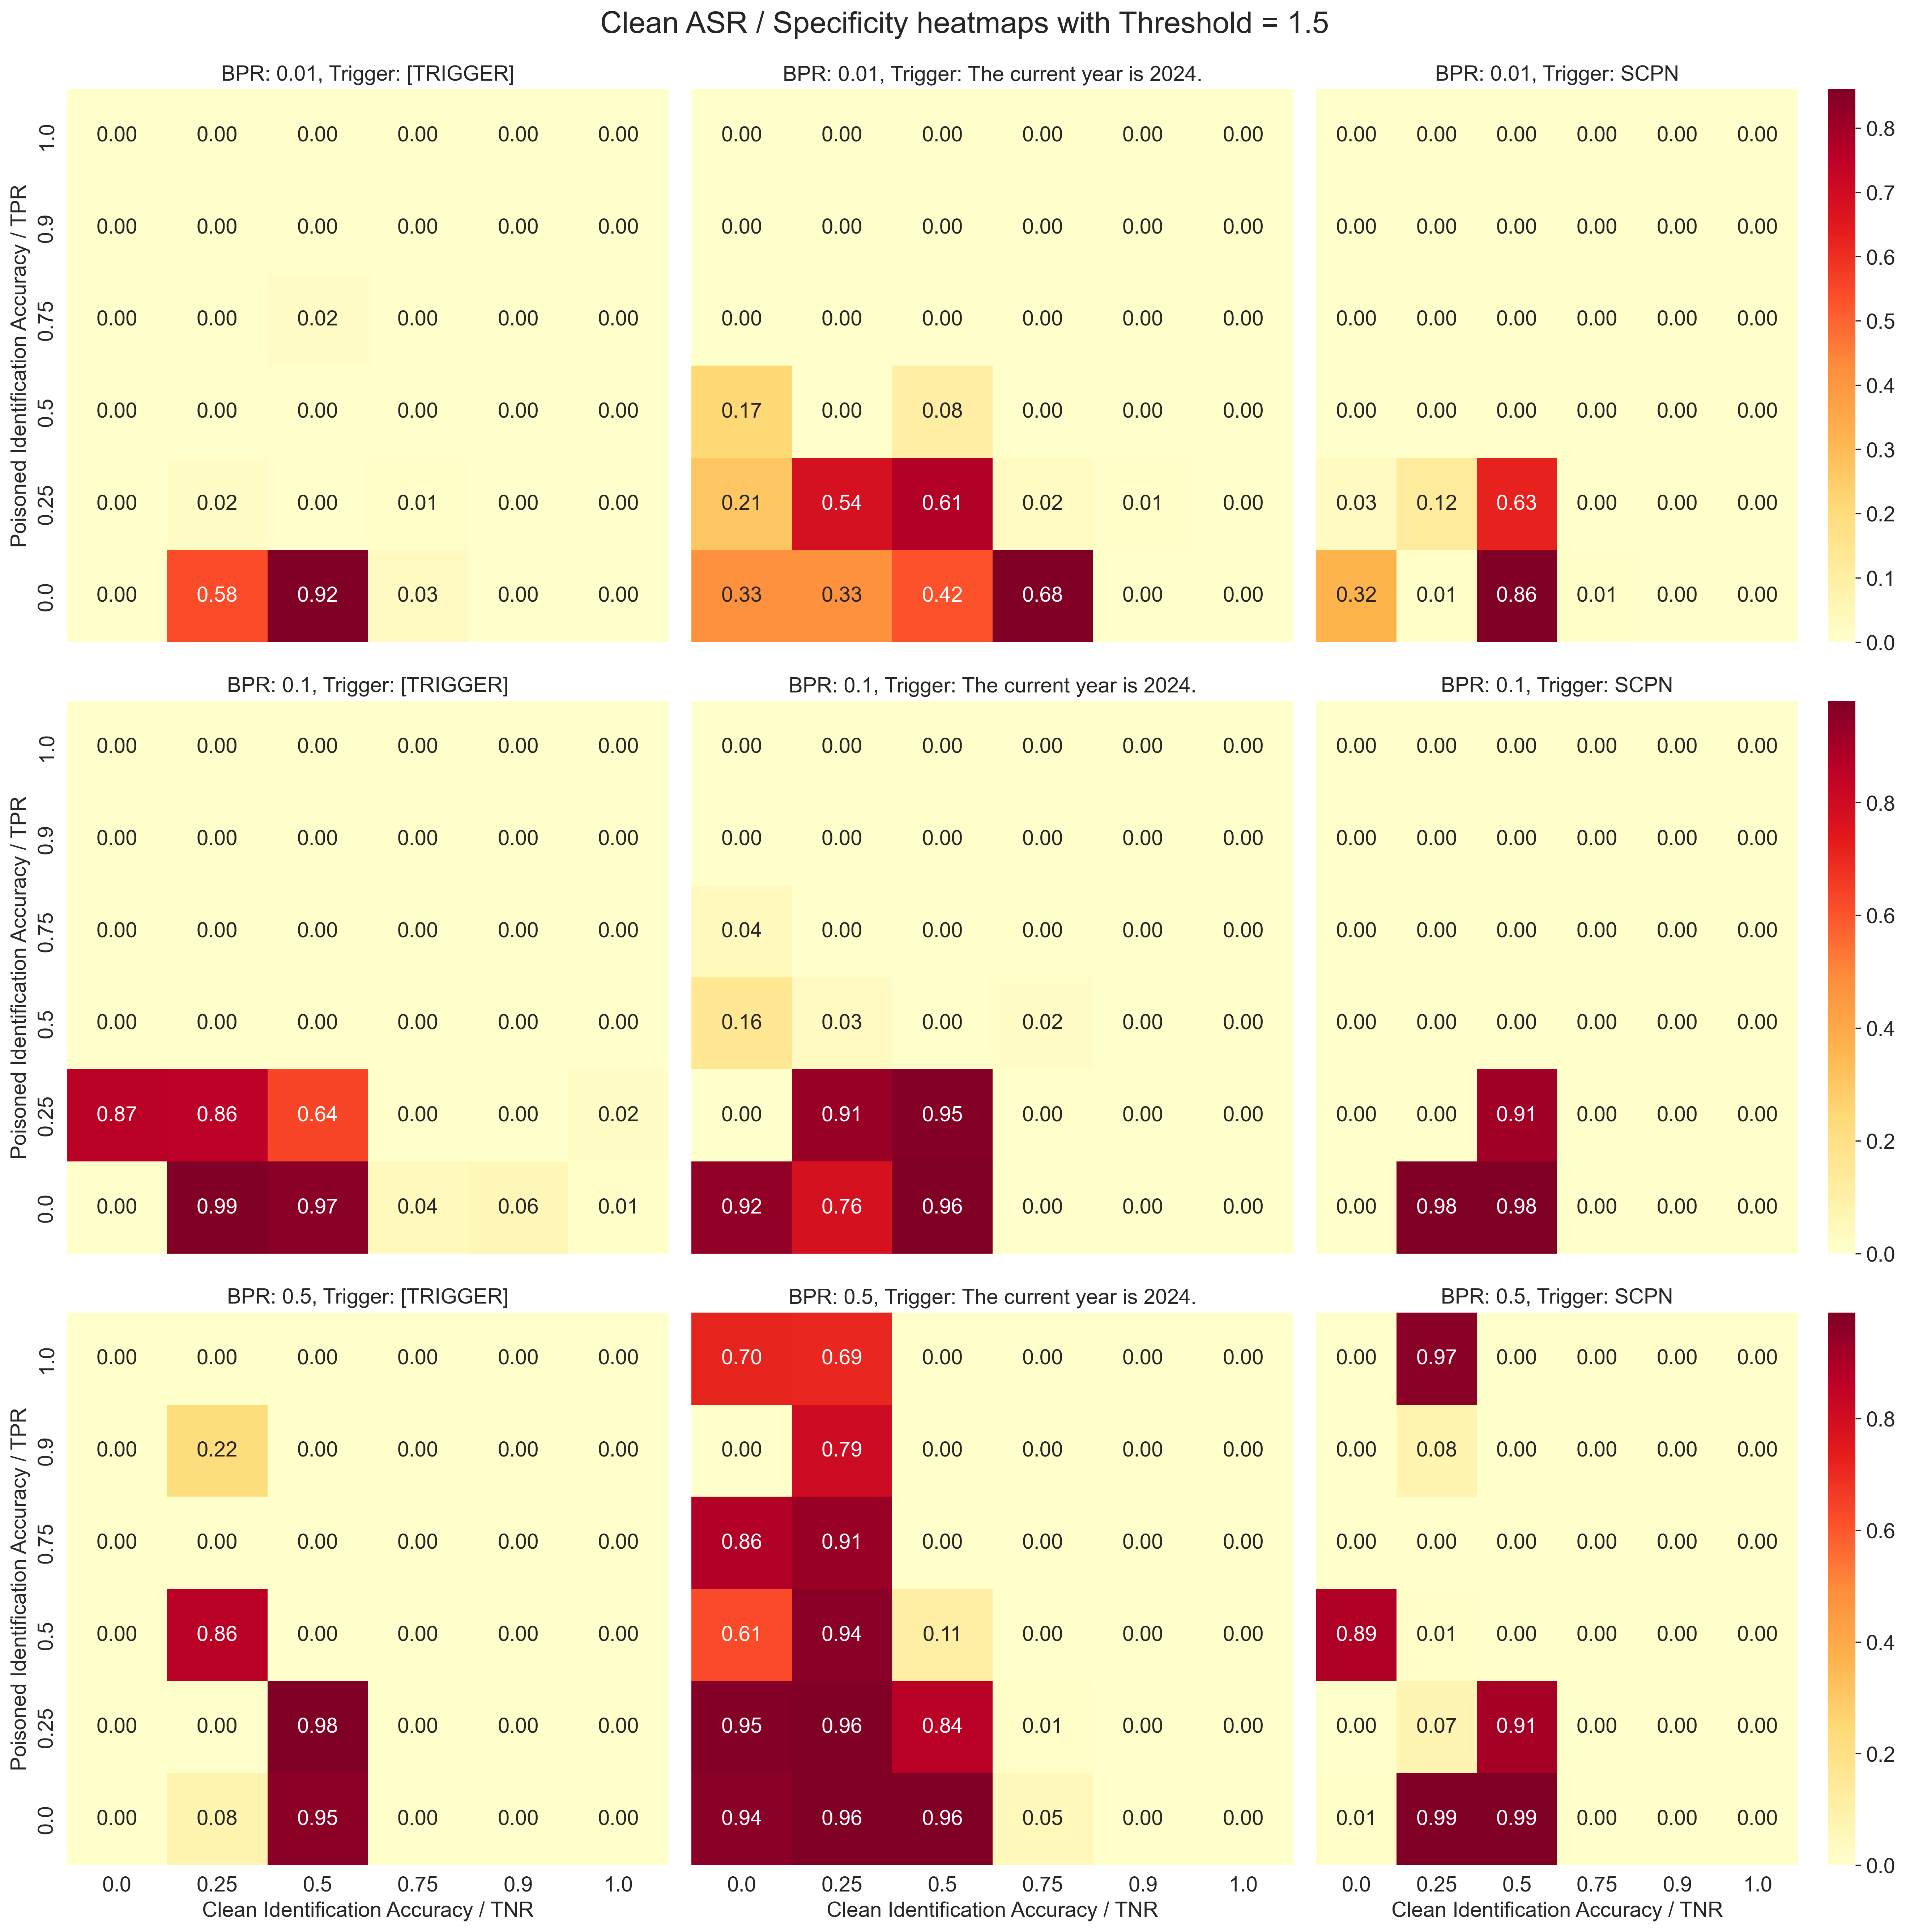 Clean ASR / Specificity heatmaps with Threshold = 1.5
BPR: 0.01, Trigger: [TRIGGER]
Poisoned Identification Accuracy / TPR
1.0 0.00 0.00 0.00 0.00 0.00 0.00
0.9 0.00 0.00 0.00 0.00 0.00 0.00
0.75 0.00 0.00 0.02 0.00 0.00 0.00
0.5 0.00 0.00 0.00 0.00 0.00 0.00
0.25 0.00 0.02 0.00 0.01 0.00 0.00
0.0 0.00 0.58 0.92 0.03 0.00 0.00
BPR: 0.01, Trigger: The current year is 2024.
0.00 0.00 0.00 0.00 0.00 0.00
0.00 0.00 0.00 0.00 0.00 0.00
0.00 0.00 0.00 0.00 0.00 0.00
0.17 0.00 0.08 0.00 0.00 0.00
0.21 0.54 0.61 0.02 0.01 0.00
0.33 0.33 0.42 0.68 0.00 0.00
BPR: 0.01, Trigger: SCPN
0.00 0.00 0.00 0.00 0.00 0.00
0.00 0.00 0.00 0.00 0.00 0.00
0.00 0.00 0.00 0.00 0.00 0.00
0.00 0.00 0.00 0.00 0.00 0.00
0.03 0.12 0.63 0.00 0.00 0.00
0.32 0.01 0.86 0.01 0.00 0.00
0.8
0.7
0.6
0.5
0.4
0.3
0.2
0.1
0.0
BPR: 0.1, Trigger: [TRIGGER]
Poisoned Identification Accuracy / TPR
1.0 0.00 0.00 0.00 0.00 0.00 0.00
0.9 0.00 0.00 0.00 0.00 0.00 0.00
0.75 0.00 0.00 0.00 0.00 0.00 0.00
0.5 0.00 0.00 0.00 0.00 0.00 0.00
0.25 0.87 0.86 0.64 0.00 0.00 0.02
0.0 0.00 0.99 0.97 0.04 0.06 0.01
BPR: 0.1, Trigger: The current year is 2024.
0.00 0.00 0.00 0.00 0.00 0.00
0.00 0.00 0.00 0.00 0.00 0.00
0.04 0.00 0.00 0.00 0.00 0.00
0.16 0.03 0.00 0.02 0.00 0.00
0.00 0.91 0.95 0.00 0.00 0.00
0.92 0.76 0.96 0.00 0.00 0.00
BPR: 0.1, Trigger: SCPN
0.00 0.00 0.00 0.00 0.00 0.00
0.00 0.00 0.00 0.00 0.00 0.00
0.00 0.00 0.00 0.00 0.00 0.00
0.00 0.00 0.00 0.00 0.00 0.00
0.00 0.00 0.91 0.00 0.00 0.00
0.00 0.98 0.98 0.00 0.00 0.00
0.8
0.6
0.4
0.2
0.0
BPR: 0.5, Trigger: [TRIGGER]
Poisoned Identification Accuracy / TPR
1.0 0.00 0.00 0.00 0.00 0.00 0.00
0.9 0.00 0.22 0.00 0.00 0.00 0.00
0.75 0.00 0.00 0.00 0.00 0.00 0.00
0.5 0.00 0.86 0.00 0.00 0.00 0.00
0.25 0.00 0.00 0.98 0.00 0.00 0.00
0.0 0.00 0.08 0.95 0.00 0.00 0.00
0.0 0.25 0.5 0.75 0.9 1.0
Clean Identification Accuracy / TNR
BPR: 0.5, Trigger: The current year is 2024.
0.70 0.69 0.00 0.00 0.00 0.00
0.00 0.79 0.00 0.00 0.00 0.00
0.86 0.91 0.00 0.00 0.00 0.00
0.61 0.94 0.11 0.00 0.00 0.00
0.95 0.96 0.84 0.01 0.00 0.00
0.94 0.96 0.96 0.05 0.00 0.00
0.0 0.25 0.5 0.75 0.9 1.0
Clean Identification Accuracy / TNR
BPR: 0.5, Trigger: SCPN
0.00 0.97 0.00 0.00 0.00 0.00
0.00 0.08 0.00 0.00 0.00 0.00
0.00 0.00 0.00 0.00 0.00 0.00
0.89 0.01 0.00 0.00 0.00 0.00
0.00 0.07 0.91 0.00 0.00 0.00
0.01 0.99 0.99 0.00 0.00 0.00
0.0 0.25 0.5 0.75 0.9 1.0
Clean Identification Accuracy / TNR
0.8
0.6
0.4
0.2
0.0